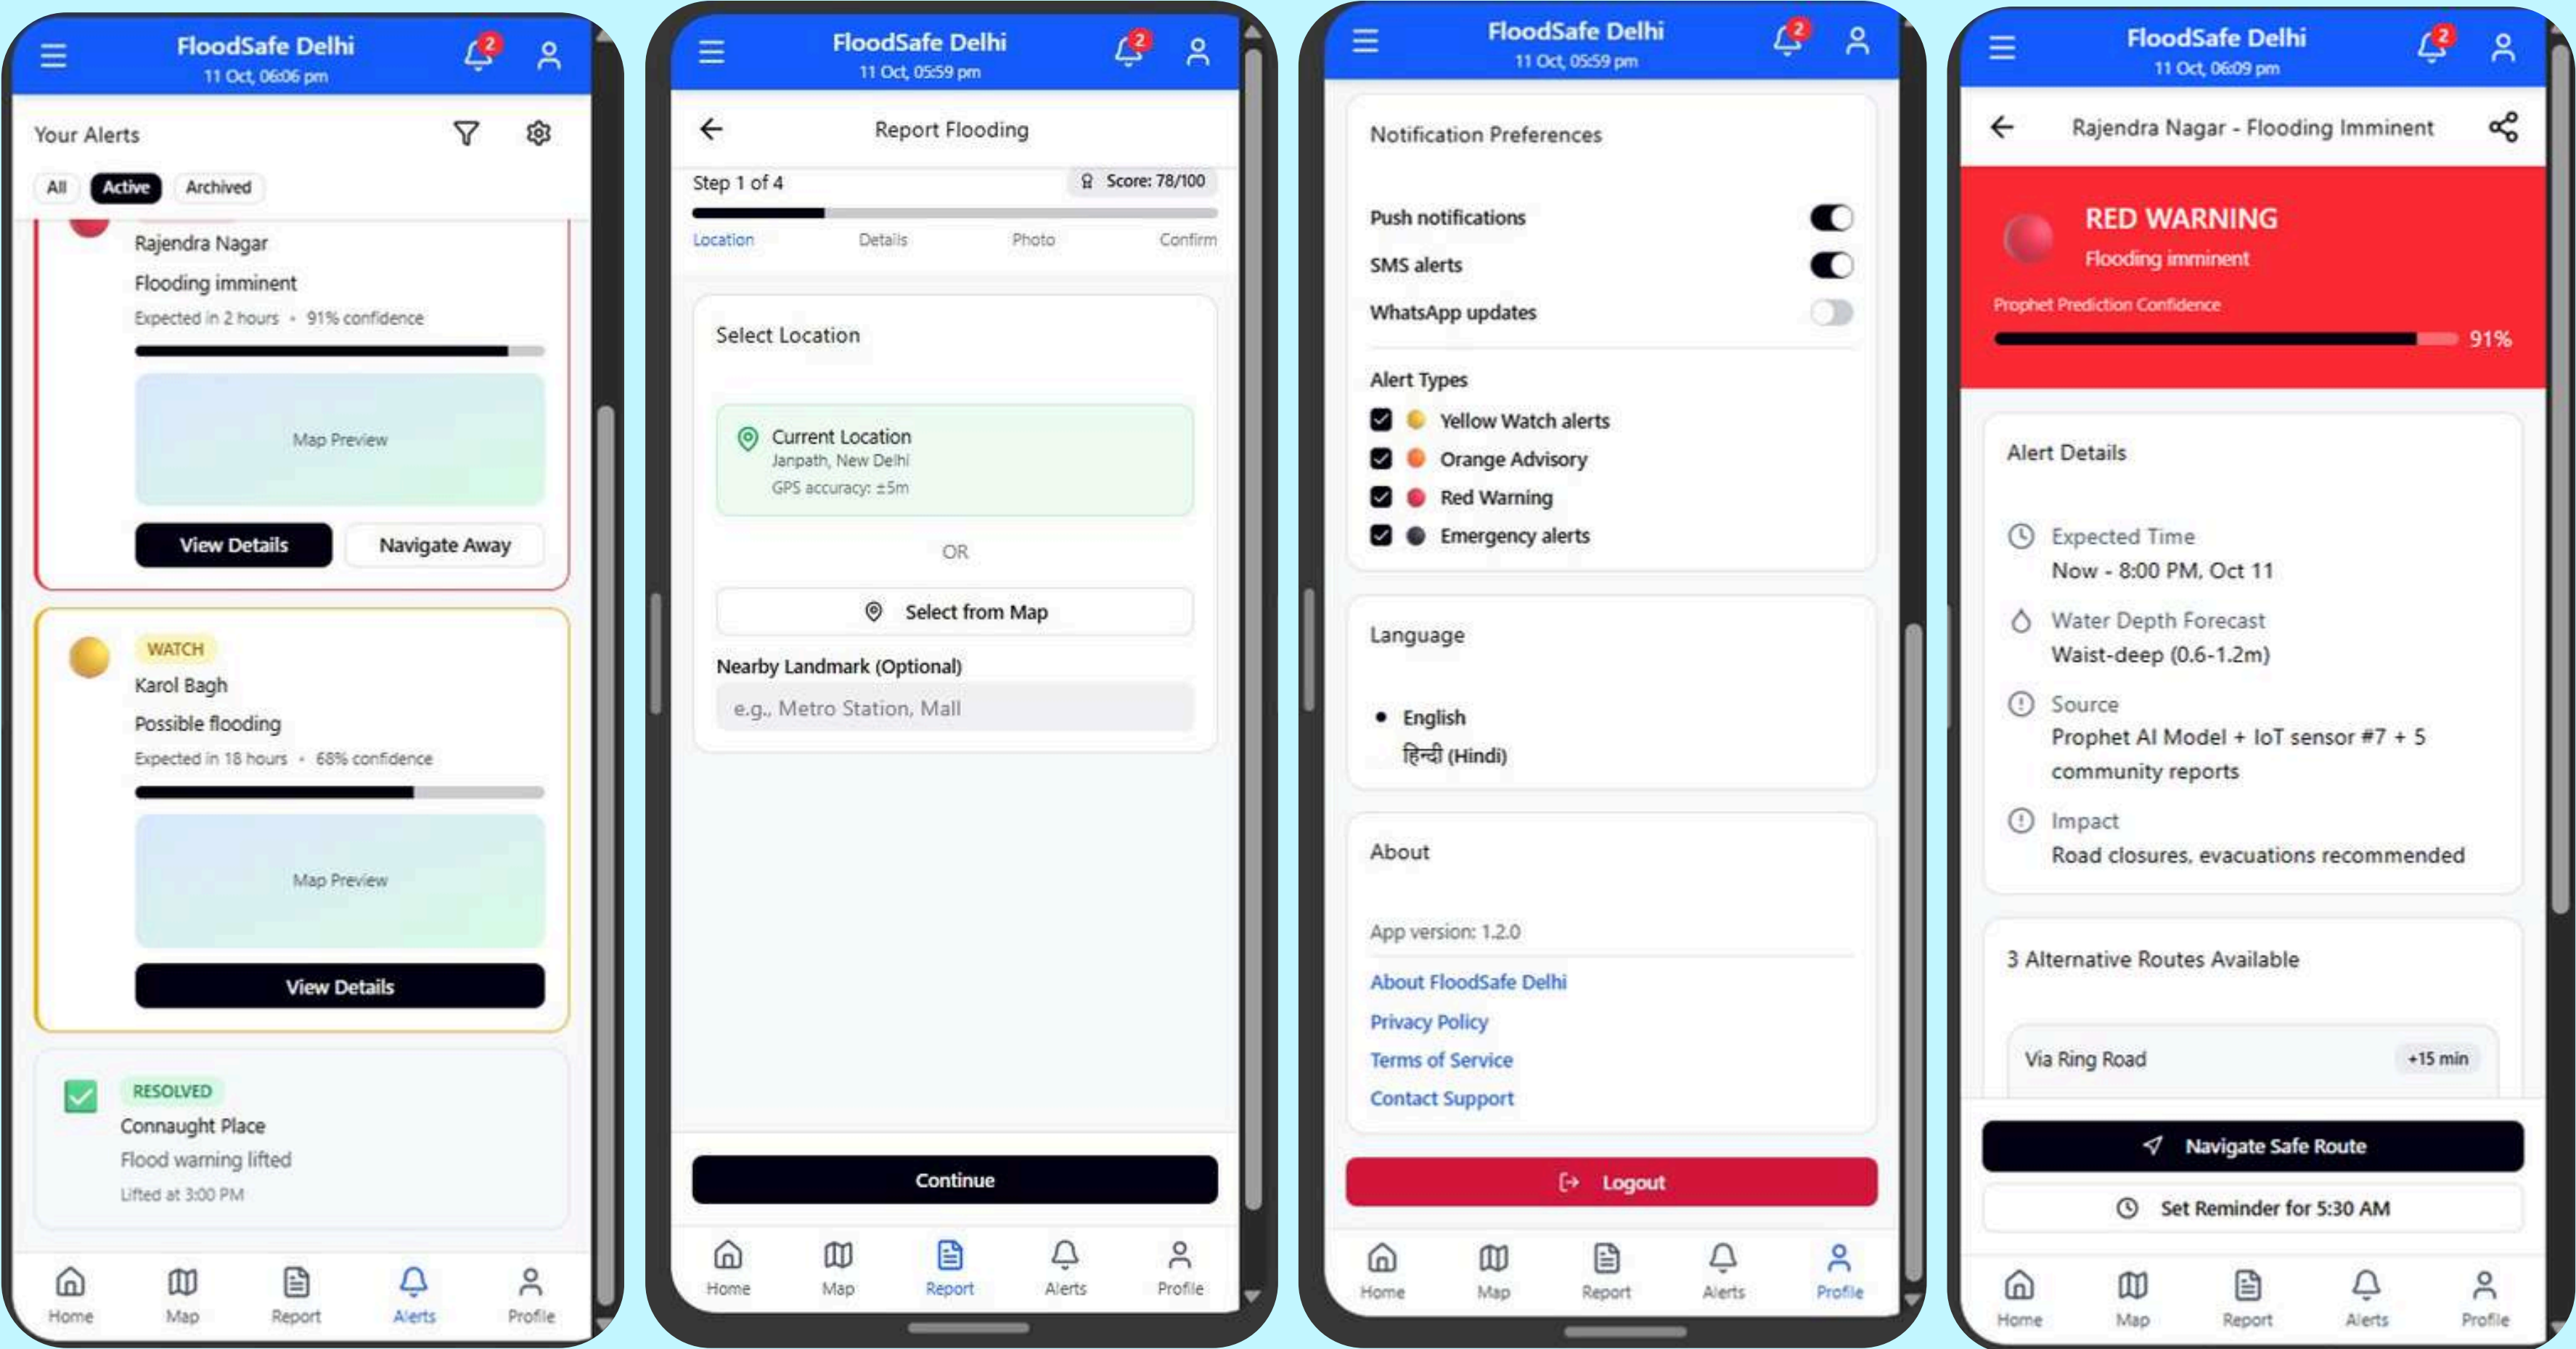 FloodSafe Delhi
11 Oct, 06:06 pm
2
Your Alerts
All Active Archived
Rajendra Nagar
Flooding imminent
Expected in 2 hours • 91% confidence
Map Preview
View Details Navigate Away
WATCH
Karol Bagh
Possible flooding
Expected in 18 hours • 68% confidence
Map Preview
View Details
RESOLVED
Connaught Place
Flood warning lifted
Lifted at 3:00 PM
Home Map Report Alerts Profile
FloodSafe Delhi
11 Oct, 05:59 pm
2
Report Flooding
Step 1 of 4 Score: 78/100
Location Details Photo Confirm
Select Location
Current Location
Janpath, New Delhi
GPS accuracy: ±5m
OR
Select from Map
Nearby Landmark (Optional)
e.g., Metro Station, Mall
Continue
Home Map Report Alerts Profile
FloodSafe Delhi
11 Oct, 05:59 pm
2
Notification Preferences
Push notifications
SMS alerts
WhatsApp updates
Alert Types
Yellow Watch alerts
Orange Advisory
Red Warning
Emergency alerts
Language
• English
हिन्दी (Hindi)
About
App version: 1.2.0
About FloodSafe Delhi
Privacy Policy
Terms of Service
Contact Support
Logout
Home Map Report Alerts Profile
FloodSafe Delhi
11 Oct, 06:09 pm
2
Rajendra Nagar - Flooding Imminent
RED WARNING
Flooding imminent
Prophet Prediction Confidence
91%
Alert Details
Expected Time
Now - 8:00 PM, Oct 11
Water Depth Forecast
Waist-deep (0.6-1.2m)
Source
Prophet AI Model + IoT sensor #7 + 5
community reports
Impact
Road closures, evacuations recommended
3 Alternative Routes Available
Via Ring Road +15 min
Navigate Safe Route
Set Reminder for 5:30 AM
Home Map Report Alerts Profile